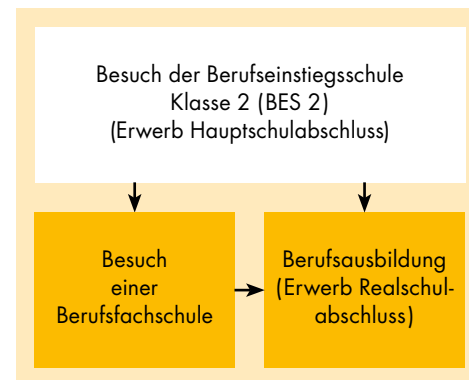 Besuch der Berufseinstiegsschule
Klasse 2 (BES 2)
(Erwerb Hauptschulabschluss)
Besuch
einer
Berufsfachschule
Berufsausbildung
(Erwerb Realschul-
abschluss)